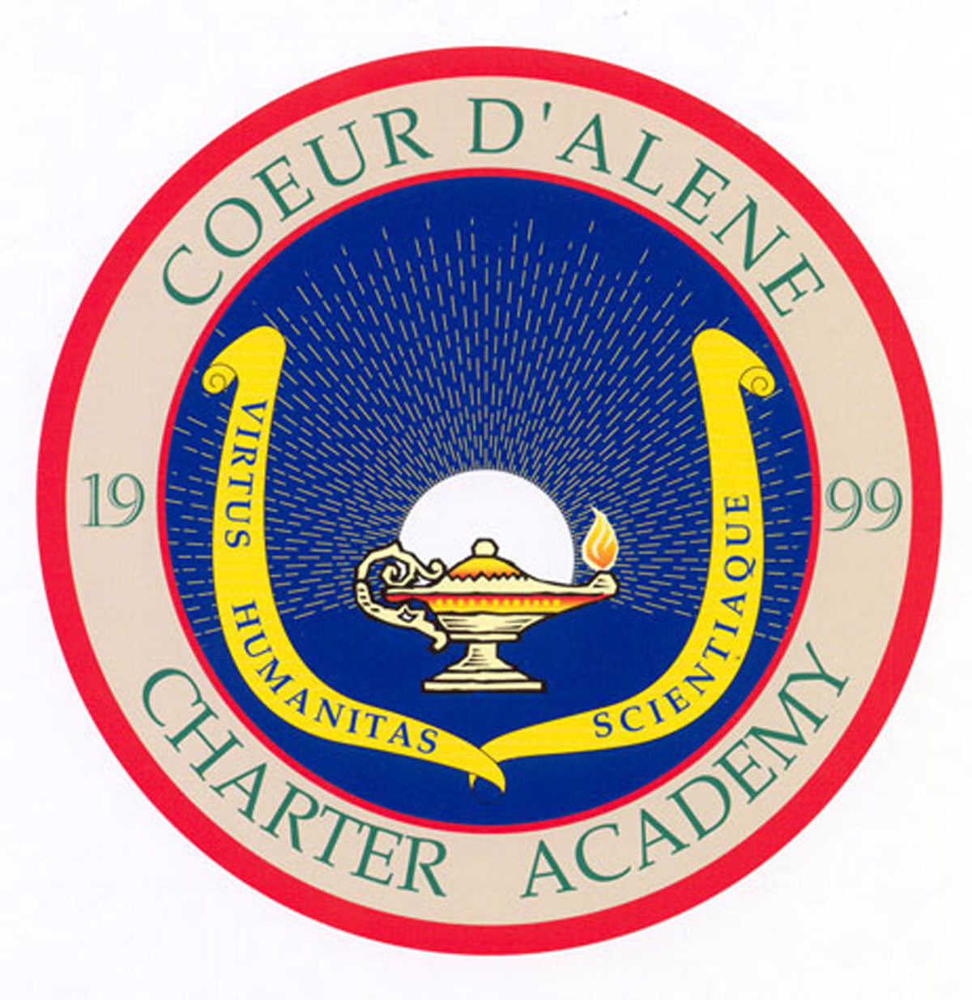 COEUR D'ALENE
19 99
VIRTUS HUMANITAS SCIENTIAQUE
CHARTER ACADEMY